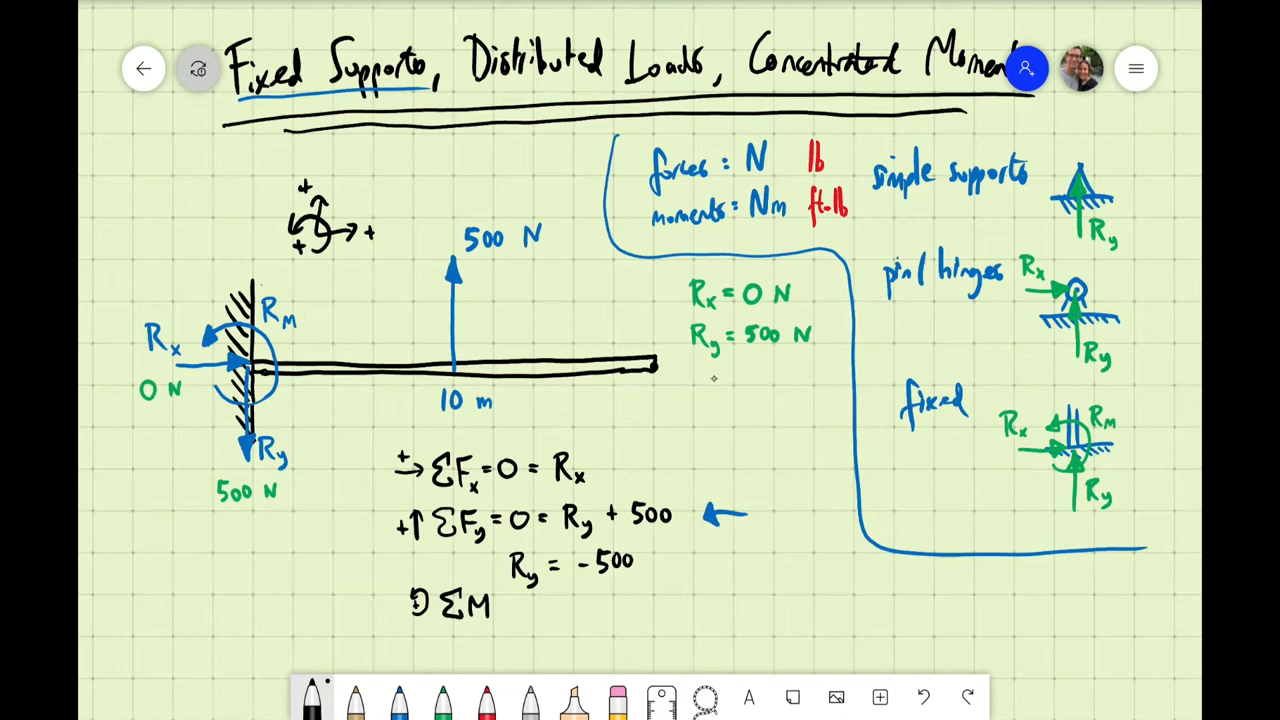 Fixed Supports, Distributed Loads, Concentrated Momen
forces: N lb
moments: Nm ft·lb
simple supports
Ry
pin/hinges
Rx
Ry
fixed
Rx
RM
Ry
+
+
+
500 N
Rx = 0 N
Ry = 500 N
RM
Rx
0 N
10 m
Ry
500 N
+→ ΣFx = 0 = Rx
+↑ ΣFy = 0 = Ry + 500
Ry = -500
+ ΣM
A